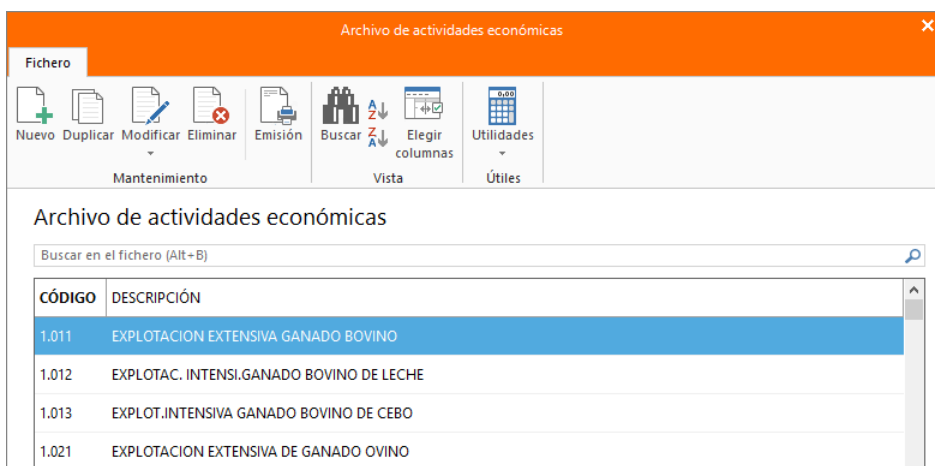 Archivo de actividades económicas
Fichero
Nuevo Duplicar Modificar Eliminar Emisión Buscar Elegir columnas Utilidades
Mantenimiento Vista Útiles
Archivo de actividades económicas
Buscar en el fichero (Alt+B)
CÓDIGO DESCRIPCIÓN
1.011 EXPLOTACION EXTENSIVA GANADO BOVINO
1.012 EXPLOTAC. INTENSI.GANADO BOVINO DE LECHE
1.013 EXPLOT.INTENSIVA GANADO BOVINO DE CEBO
1.021 EXPLOTACION EXTENSIVA DE GANADO OVINO